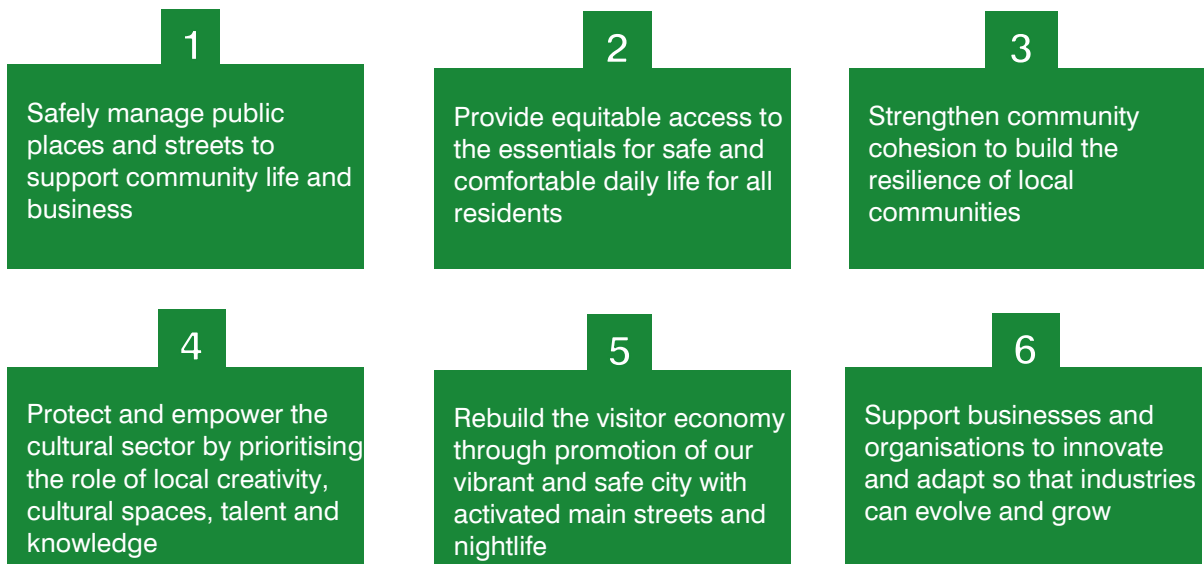 1
Safely manage public
places and streets to
support community life and
business
2
Provide equitable access to
the essentials for safe and
comfortable daily life for all
residents
3
Strengthen community
cohesion to build the
resilience of local
communities
4
Protect and empower the
cultural sector by prioritising
the role of local creativity,
cultural spaces, talent and
knowledge
5
Rebuild the visitor economy
through promotion of our
vibrant and safe city with
activated main streets and
nightlife
6
Support businesses and
organisations to innovate
and adapt so that industries
can evolve and grow